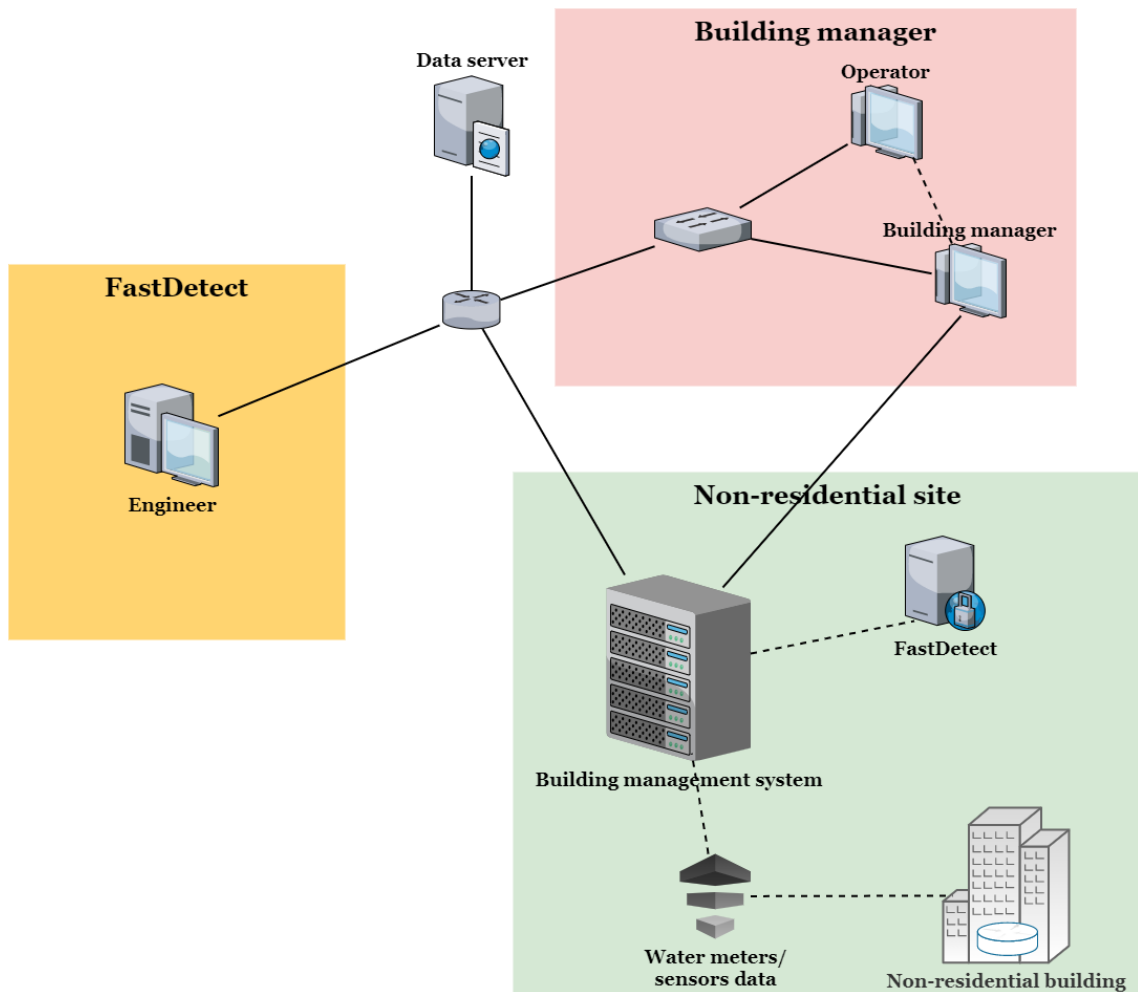 Building manager
Data server
Operator
Building manager
FastDetect
Engineer
Non-residential site
FastDetect
Building management system
Water meters/
sensors data
Non-residential building